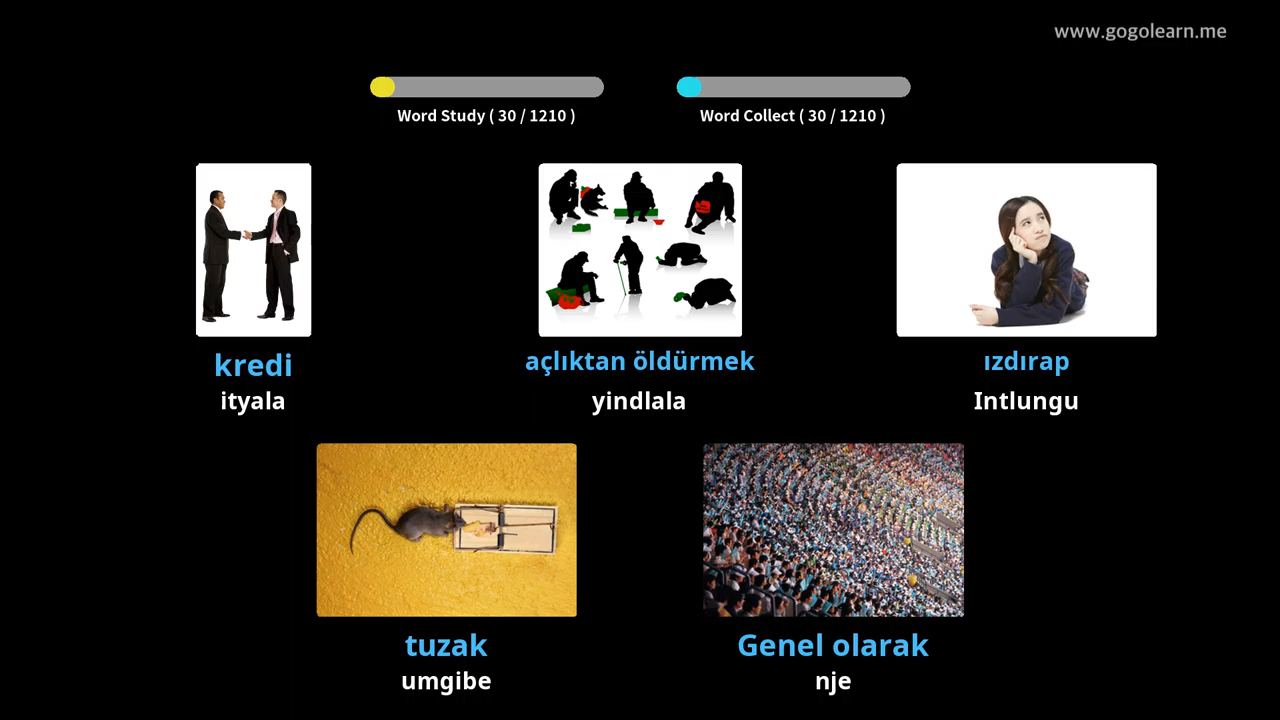 www.gogolearn.me
Word Study ( 30 / 1210 )
Word Collect ( 30 / 1210 )
kredi
ityala
açlıktan öldürmek
yindlala
ızdırap
Intlungu
tuzak
umgibe
Genel olarak
nje